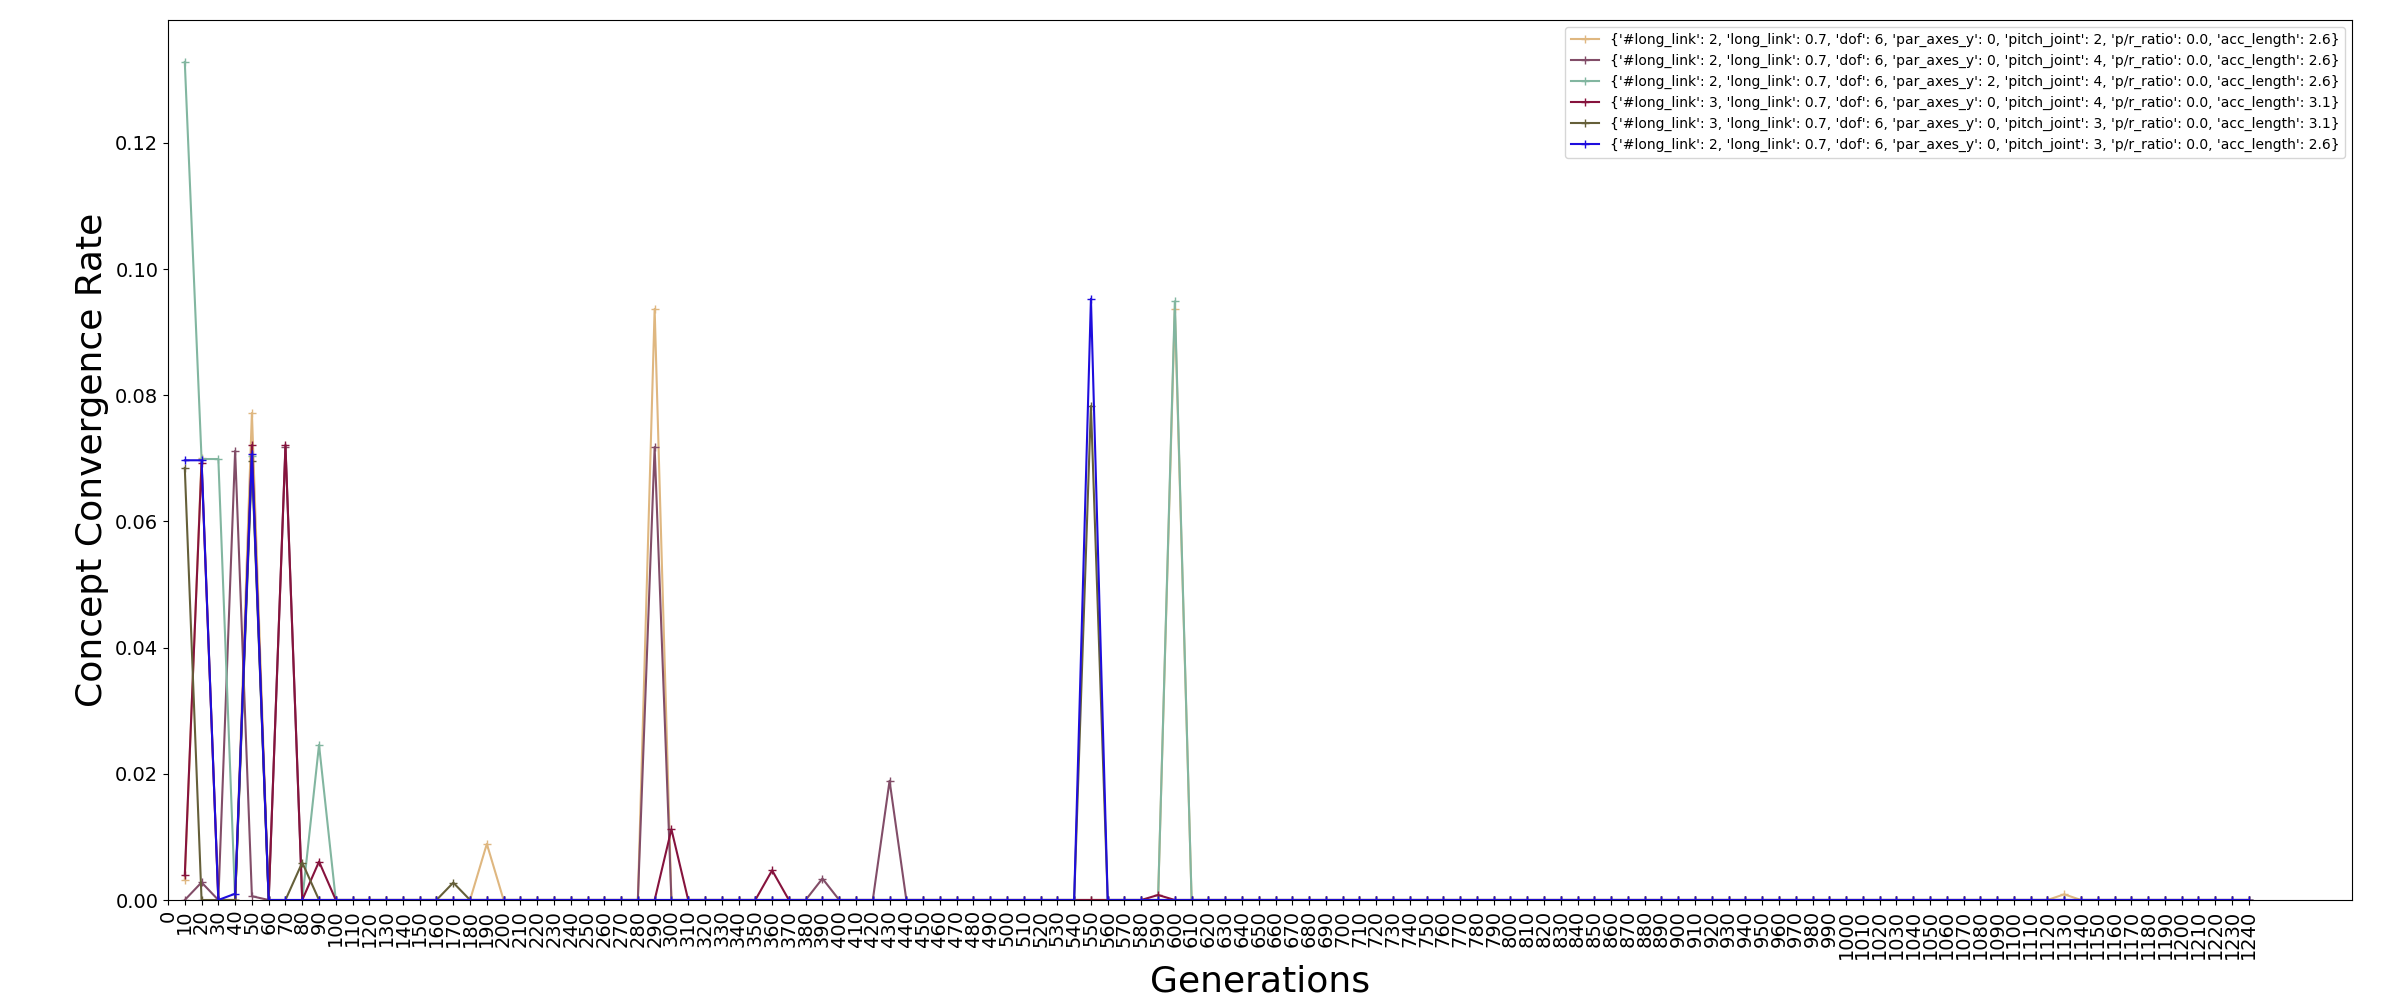 {'#long_link': 2, 'long_link': 0.7, 'dof': 6, 'par_axes_y': 0, 'pitch_joint': 2, 'p/r_ratio': 0.0, 'acc_length': 2.6}
{'#long_link': 2, 'long_link': 0.7, 'dof': 6, 'par_axes_y': 0, 'pitch_joint': 4, 'p/r_ratio': 0.0, 'acc_length': 2.6}
{'#long_link': 2, 'long_link': 0.7, 'dof': 6, 'par_axes_y': 2, 'pitch_joint': 4, 'p/r_ratio': 0.0, 'acc_length': 2.6}
{'#long_link': 3, 'long_link': 0.7, 'dof': 6, 'par_axes_y': 0, 'pitch_joint': 4, 'p/r_ratio': 0.0, 'acc_length': 3.1}
{'#long_link': 3, 'long_link': 0.7, 'dof': 6, 'par_axes_y': 0, 'pitch_joint': 3, 'p/r_ratio': 0.0, 'acc_length': 3.1}
{'#long_link': 2, 'long_link': 0.7, 'dof': 6, 'par_axes_y': 0, 'pitch_joint': 3, 'p/r_ratio': 0.0, 'acc_length': 2.6}
Concept Convergence Rate
0.12
0.10
0.08
0.06
0.04
0.02
0.00
0 10 20 30 40 50 60 70 80 90 100 110 120 130 140 150 160 170 180 190 200 210 220 230 240 250 260 270 280 290 300 310 320 330 340 350 360 370 380 390 400 410 420 430 440 450 460 470 480 490 500 510 520 530 540 550 560 570 580 590 600 610 620 630 640 650 660 670 680 690 700 710 720 730 740 750 760 770 780 790 800 810 820 830 840 850 860 870 880 890 900 910 920 930 940 950 960 970 980 990 1000 1010 1020 1030 1040 1050 1060 1070 1080 1090 1100 1110 1120 1130 1140 1150 1160 1170 1180 1190 1200 1210 1220 1230 1240
Generations